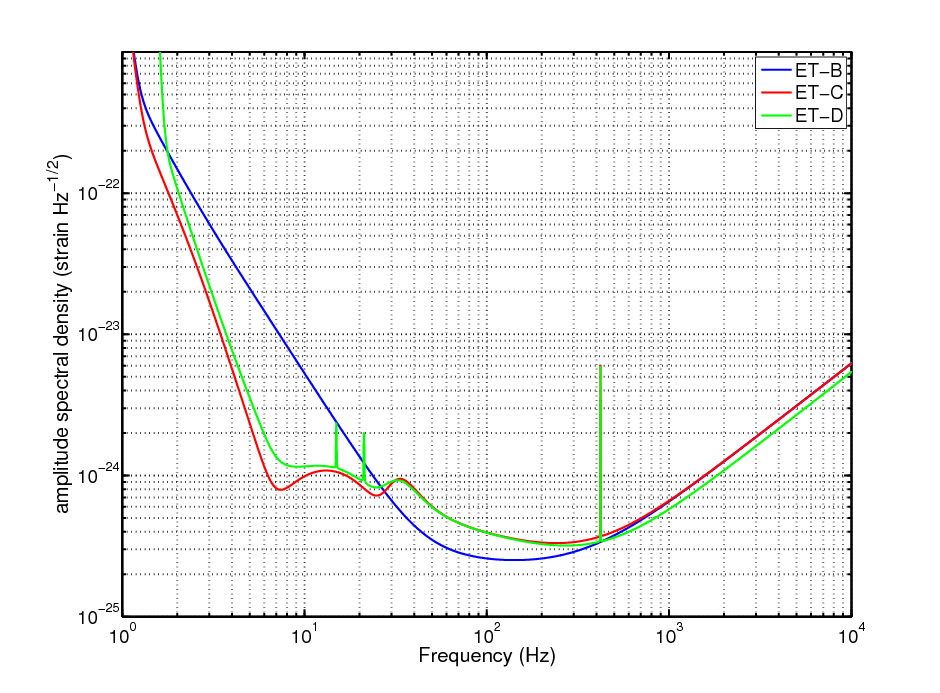 ET-B
ET-C
ET-D
amplitude spectral density (strain Hz^-1/2)
10^-22
10^-23
10^-24
10^-25
10^0 10^1 10^2 10^3 10^4
Frequency (Hz)